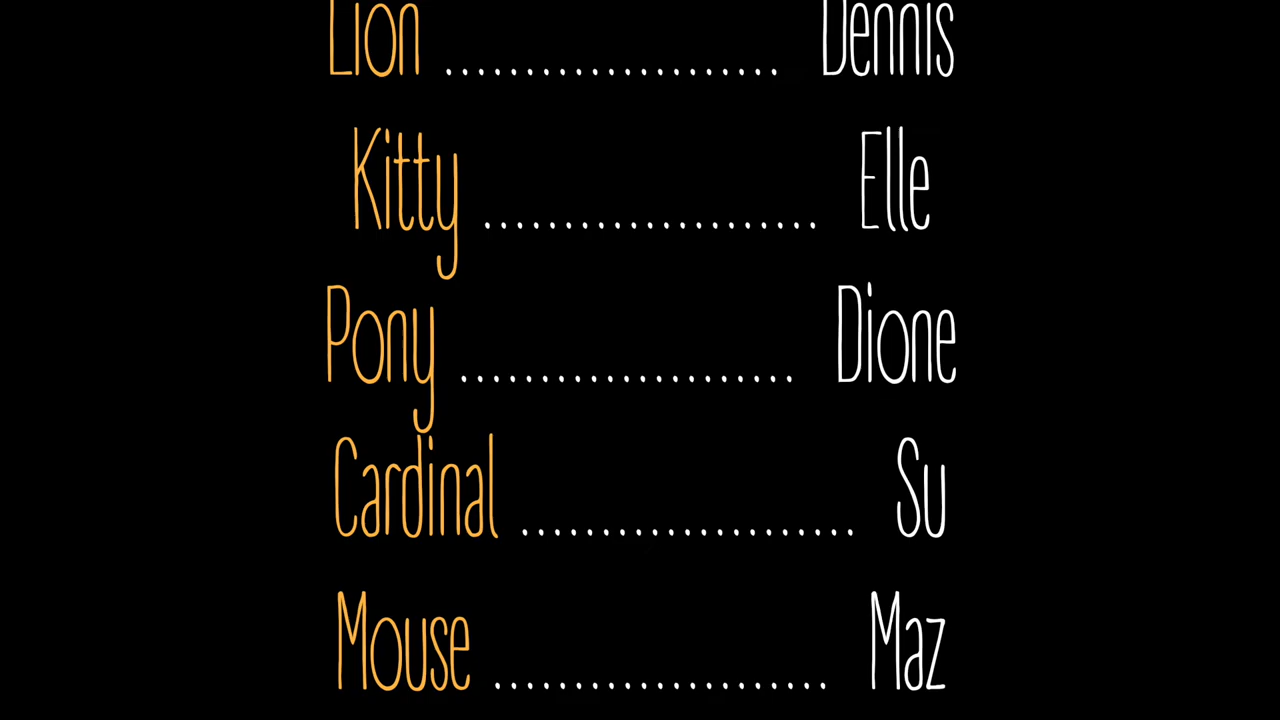 Lion ..................... Dennis
Kitty ..................... Elle
Pony ..................... Dione
Cardinal ..................... Su
Mouse ..................... Maz